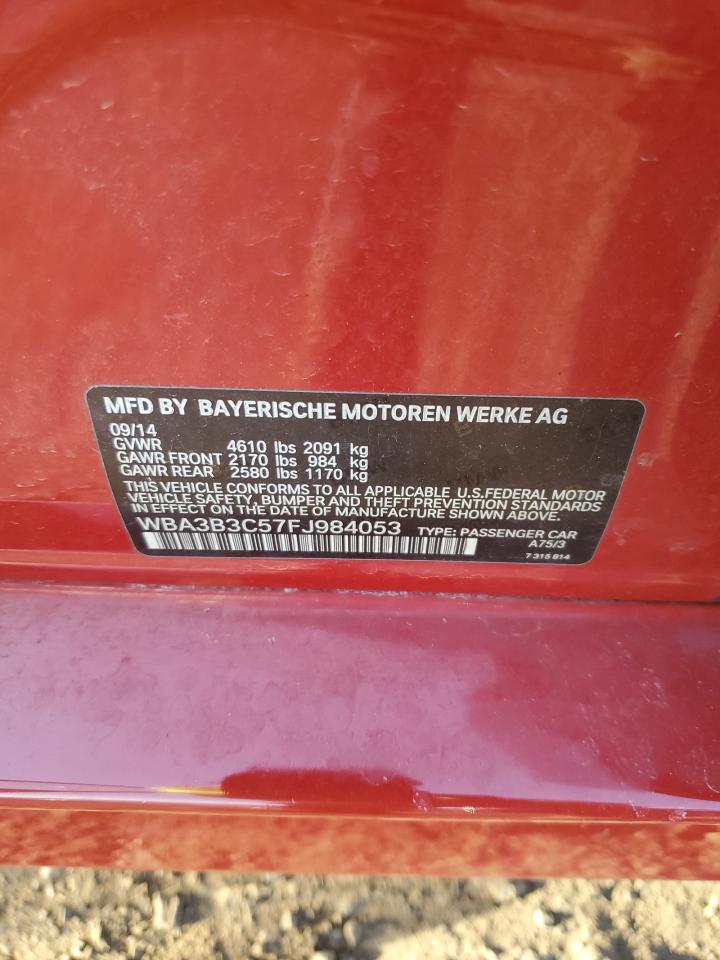 MFD BY BAYERISCHE MOTOREN WERKE AG
09/14
GVWR 4610 lbs 2091 kg
GAWR FRONT 2170 lbs 984 kg
GAWR REAR 2580 lbs 1170 kg
THIS VEHICLE CONFORMS TO ALL APPLICABLE U.S.FEDERAL MOTOR
VEHICLE SAFETY, BUMPER AND THEFT PREVENTION STANDARDS
IN EFFECT ON THE DATE OF MANUFACTURE SHOWN ABOVE.
WBA3B3C57FJ984053 TYPE: PASSENGER CAR
A75/3
7 315 814